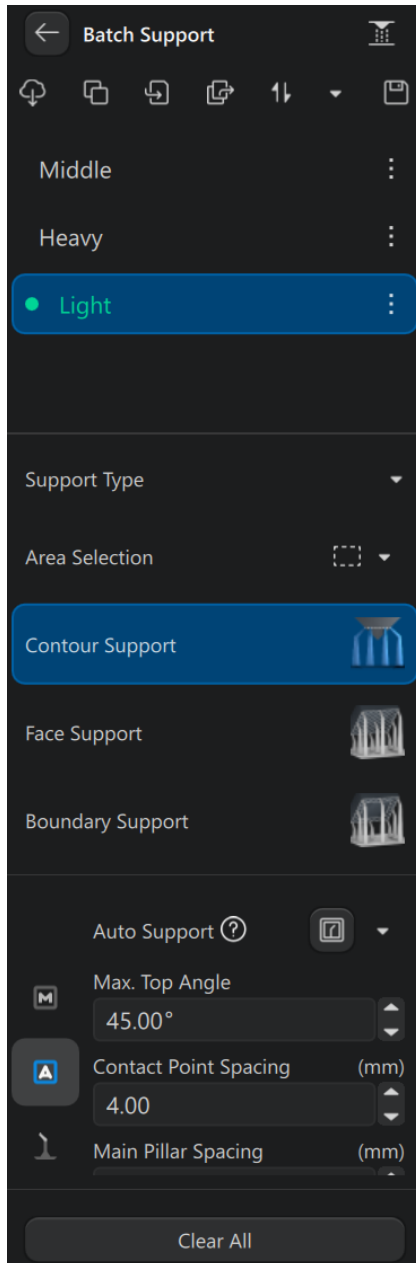 Batch Support
Middle
Heavy
Light
Support Type
Area Selection
Contour Support
Face Support
Boundary Support
Auto Support ?
Max. Top Angle
M
45.00°
A
Contact Point Spacing (mm)
4.00
Main Pillar Spacing (mm)
Clear All